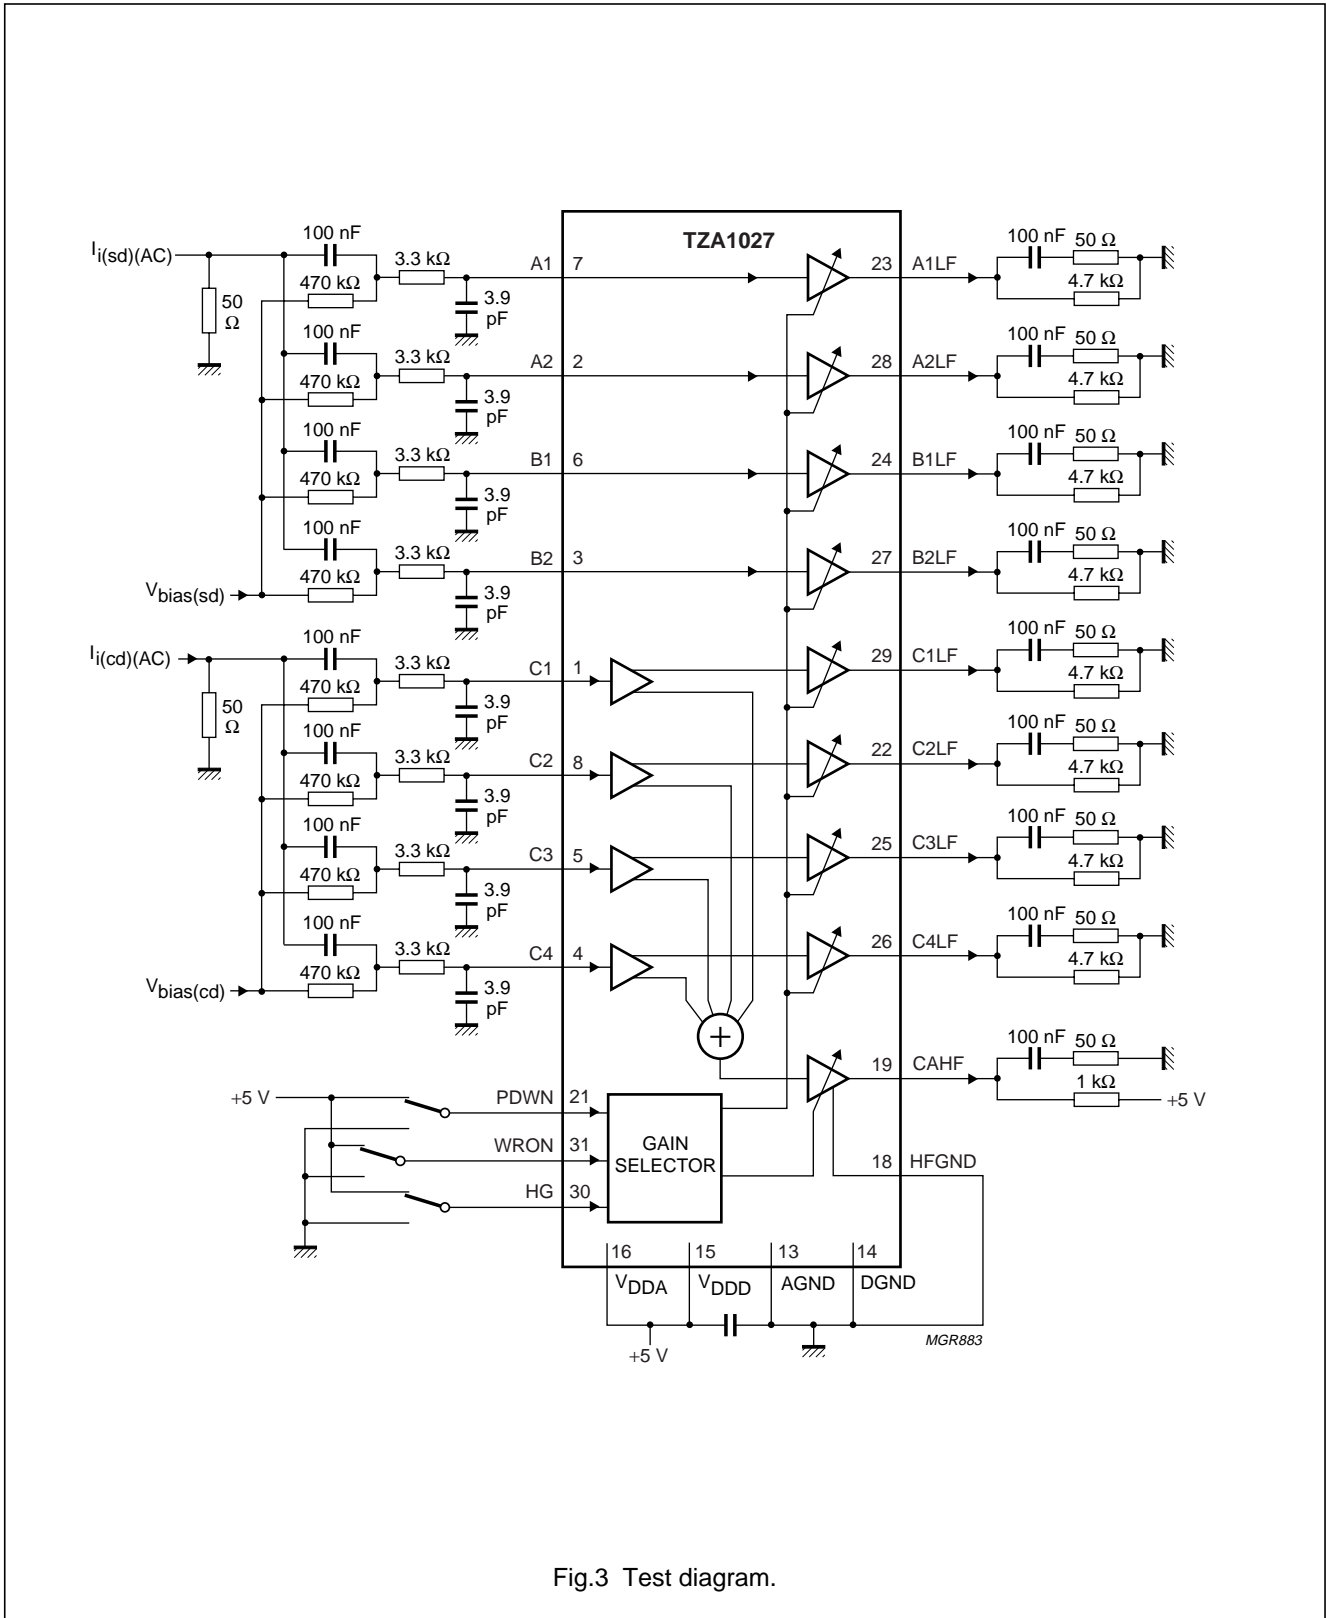 TZA1027
I i(sd)(AC)
50
Ω
100 nF
470 kΩ
3.3 kΩ
3.9
pF
A1
7
23
A1LF
100 nF
50 Ω
4.7 kΩ
100 nF
470 kΩ
3.3 kΩ
3.9
pF
A2
2
28
A2LF
100 nF
50 Ω
4.7 kΩ
100 nF
470 kΩ
3.3 kΩ
3.9
pF
B1
6
24
B1LF
100 nF
50 Ω
4.7 kΩ
100 nF
470 kΩ
3.3 kΩ
3.9
pF
B2
3
27
B2LF
100 nF
50 Ω
4.7 kΩ
Vbias(sd)
I i(cd)(AC)
50
Ω
100 nF
470 kΩ
3.3 kΩ
3.9
pF
C1
1
29
C1LF
100 nF
50 Ω
4.7 kΩ
100 nF
470 kΩ
3.3 kΩ
3.9
pF
C2
8
22
C2LF
100 nF
50 Ω
4.7 kΩ
100 nF
470 kΩ
3.3 kΩ
3.9
pF
C3
5
25
C3LF
100 nF
50 Ω
4.7 kΩ
100 nF
470 kΩ
3.3 kΩ
3.9
pF
C4
4
26
C4LF
100 nF
50 Ω
4.7 kΩ
Vbias(cd)
+
19
CAHF
100 nF
50 Ω
1 kΩ
+5 V
+5 V
PDWN
21
WRON
31
HG
30
GAIN
SELECTOR
18
HFGND
16
15
13
14
VDDA
VDDD
AGND
DGND
+5 V
MGR883
Fig.3 Test diagram.